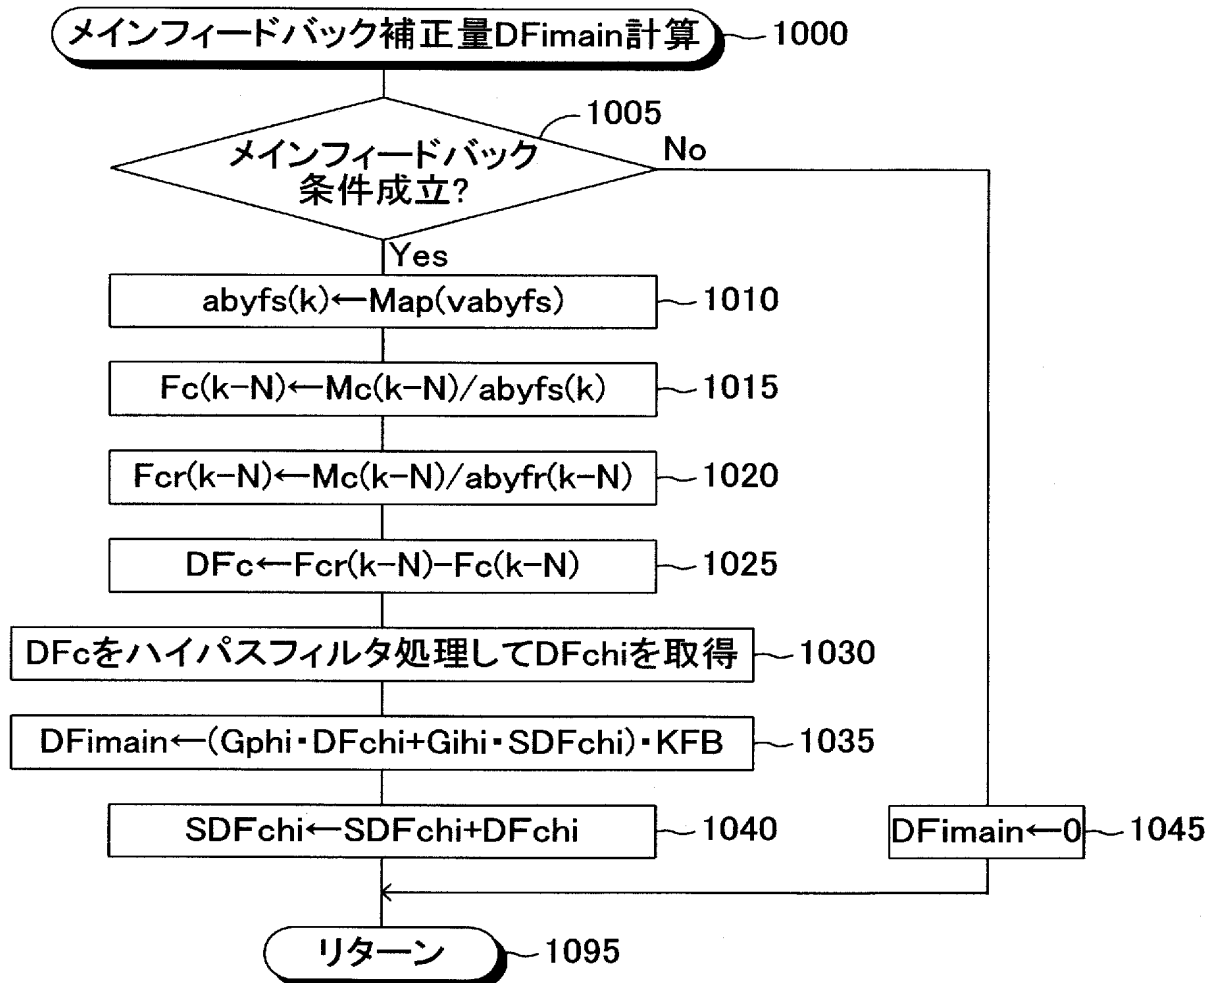 メインフィードバック補正量DFimain計算
1000
1005
メインフィードバック
条件成立?
No
Yes
abyfs(k)←Map(vabyfs)
1010
Fc(k−N)←Mc(k−N)/abyfs(k)
1015
Fcr(k−N)←Mc(k−N)/abyfr(k−N)
1020
DFc←Fcr(k−N)−Fc(k−N)
1025
DFcをハイパスフィルタ処理してDFchiを取得
1030
DFimain←(Gphi・DFchi+Gihi・SDFchi)・KFB
1035
SDFchi←SDFchi+DFchi
1040
DFimain←0
1045
リターン
1095